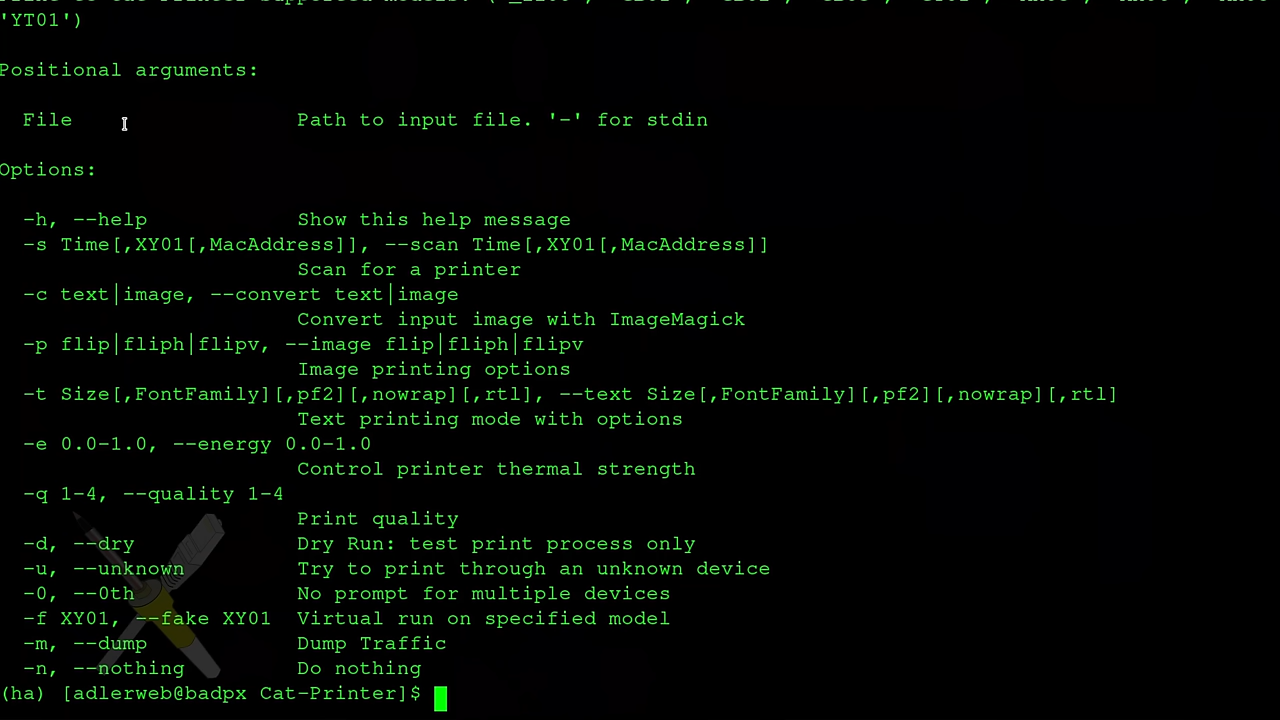 'YT01')
Positional arguments:
File Path to input file. '-' for stdin
Options:
-h, --help Show this help message
-s Time[,XY01[,MacAddress]], --scan Time[,XY01[,MacAddress]]
Scan for a printer
-c text|image, --convert text|image
Convert input image with ImageMagick
-p flip|fliph|flipv, --image flip|fliph|flipv
Image printing options
-t Size[,FontFamily][,pf2][,nowrap][,rtl], --text Size[,FontFamily][,pf2][,nowrap][,rtl]
Text printing mode with options
-e 0.0-1.0, --energy 0.0-1.0
Control printer thermal strength
-q 1-4, --quality 1-4
Print quality
-d, --dry Dry Run: test print process only
-u, --unknown Try to print through an unknown device
-0, --0th No prompt for multiple devices
-f XY01, --fake XY01 Virtual run on specified model
-m, --dump Dump Traffic
-n, --nothing Do nothing
(ha) [adlerweb@badpx Cat-Printer]$